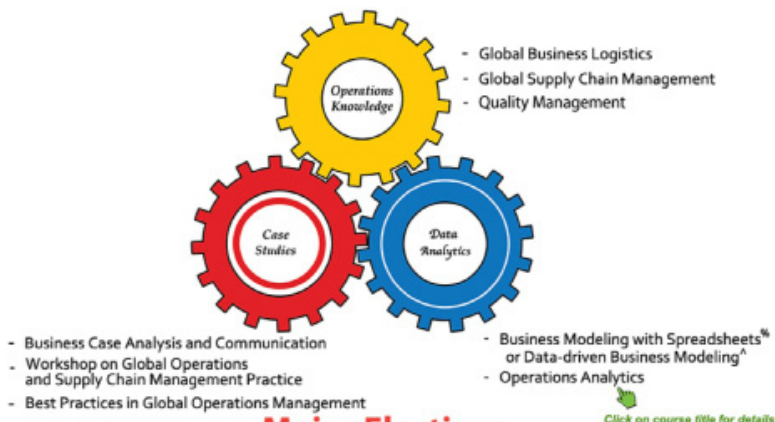 Operations
Knowledge
- Global Business Logistics
- Global Supply Chain Management
- Quality Management
Case
Studies
Data
Analytics
- Business Case Analysis and Communication
- Workshop on Global Operations
and Supply Chain Management Practice
- Best Practices in Global Operations Management
- Business Modeling with Spreadsheets%
or Data-driven Business Modeling^
- Operations Analytics
Click on course title for details